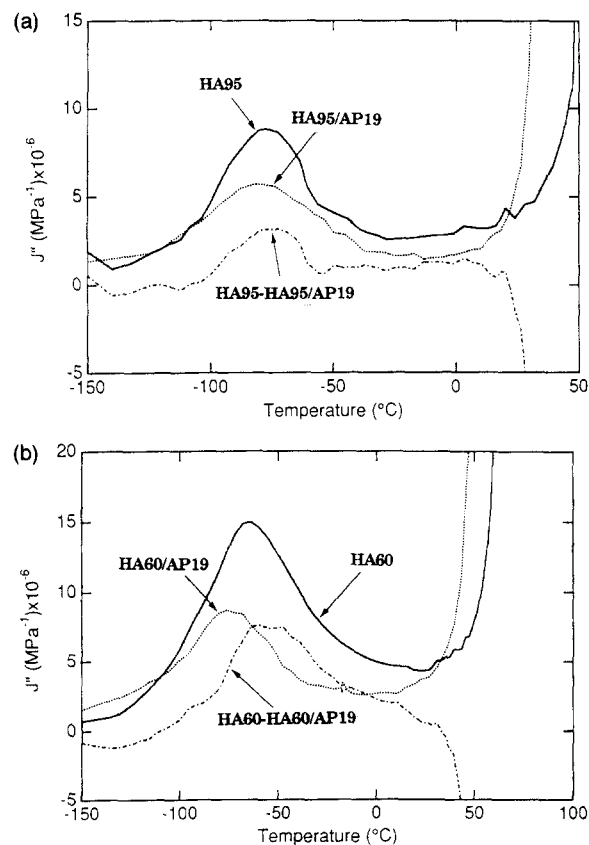 (a)
15
10
5
0
-5
J" (MPa⁻¹)x10⁻⁶
HA95
HA95/AP19
HA95-HA95/AP19
-150
-100
-50
0
50
Temperature (°C)
(b)
20
15
10
5
0
-5
J" (MPa⁻¹)x10⁻⁶
HA60/AP19
HA60
HA60-HA60/AP19
-150
-100
-50
0
50
100
Temperature (°C)